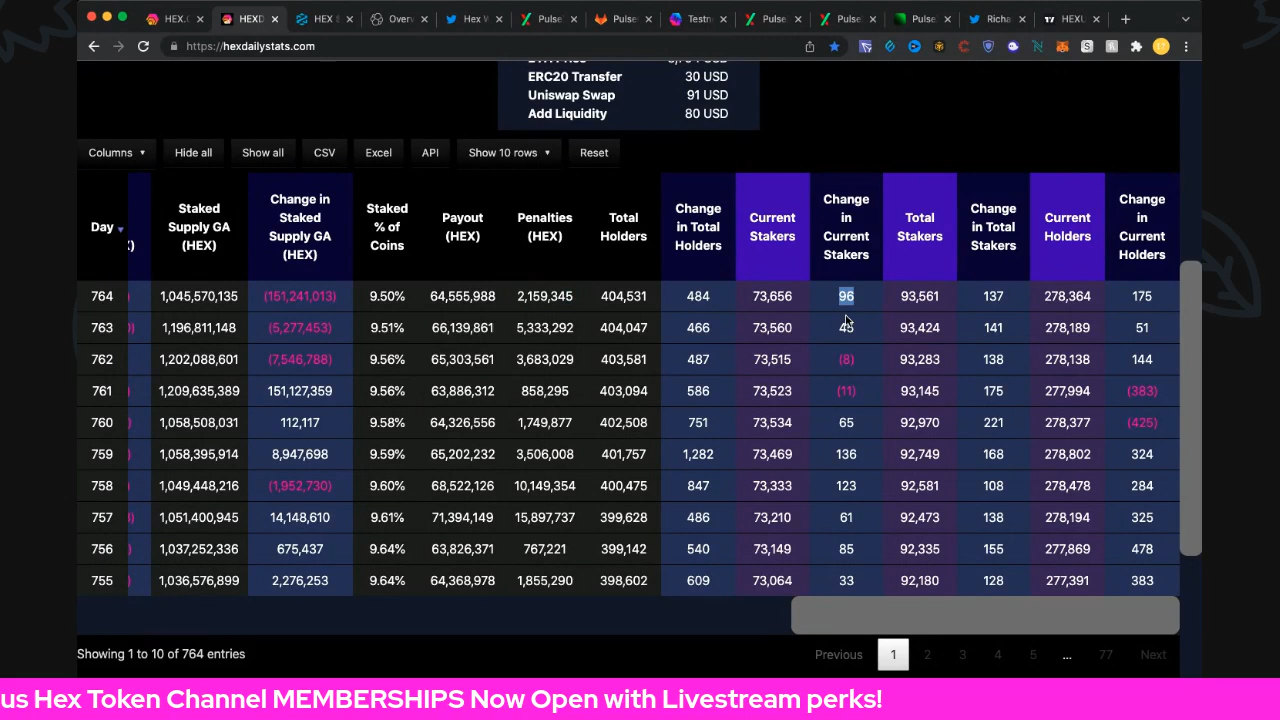 HEX.C
HEXD
HEX S
Overv
Hex W
Pulse
Pulse
Testn
Pulse
Pulse
Pulse
Richa
HEXU
https://hexdailystats.com
ERC20 Transfer 30 USD
Uniswap Swap 91 USD
Add Liquidity 80 USD
Columns Hide all Show all CSV Excel API Show 10 rows Reset
Day
Staked Supply GA (HEX)
Change in Staked Supply GA (HEX)
Staked % of Coins
Payout (HEX)
Penalties (HEX)
Total Holders
Change in Total Holders
Current Stakers
Change in Current Stakers
Total Stakers
Change in Total Stakers
Current Holders
Change in Current Holders
764 1,045,570,135 (151,241,013) 9.50% 64,555,988 2,159,345 404,531 484 73,656 96 93,561 137 278,364 175
763 1,196,811,148 (5,277,453) 9.51% 66,139,861 5,333,292 404,047 466 73,560 93,424 141 278,189 51
762 1,202,088,601 (7,546,788) 9.56% 65,303,561 3,683,029 403,581 487 73,515 (8) 93,283 138 278,138 144
761 1,209,635,389 151,127,359 9.56% 63,886,312 858,295 403,094 586 73,523 (11) 93,145 175 277,994 (383)
760 1,058,508,031 112,117 9.58% 64,326,556 1,749,877 402,508 751 73,534 65 92,970 221 278,377 (425)
759 1,058,395,914 8,947,698 9.59% 65,202,232 3,506,008 401,757 1,282 73,469 136 92,749 168 278,802 324
758 1,049,448,216 (1,952,730) 9.60% 68,522,126 10,149,354 400,475 847 73,333 123 92,581 108 278,478 284
757 1,051,400,945 14,148,610 9.61% 71,394,149 15,897,737 399,628 486 73,210 61 92,473 138 278,194 325
756 1,037,252,336 675,437 9.64% 63,826,371 767,221 399,142 540 73,149 85 92,335 155 277,869 478
755 1,036,576,899 2,276,253 9.64% 64,368,978 1,855,290 398,602 609 73,064 33 92,180 128 277,391 383
Showing 1 to 10 of 764 entries
Previous 1 2 3 4 5 ... 77 Next
us Hex Token Channel MEMBERSHIPS Now Open with Livestream perks!